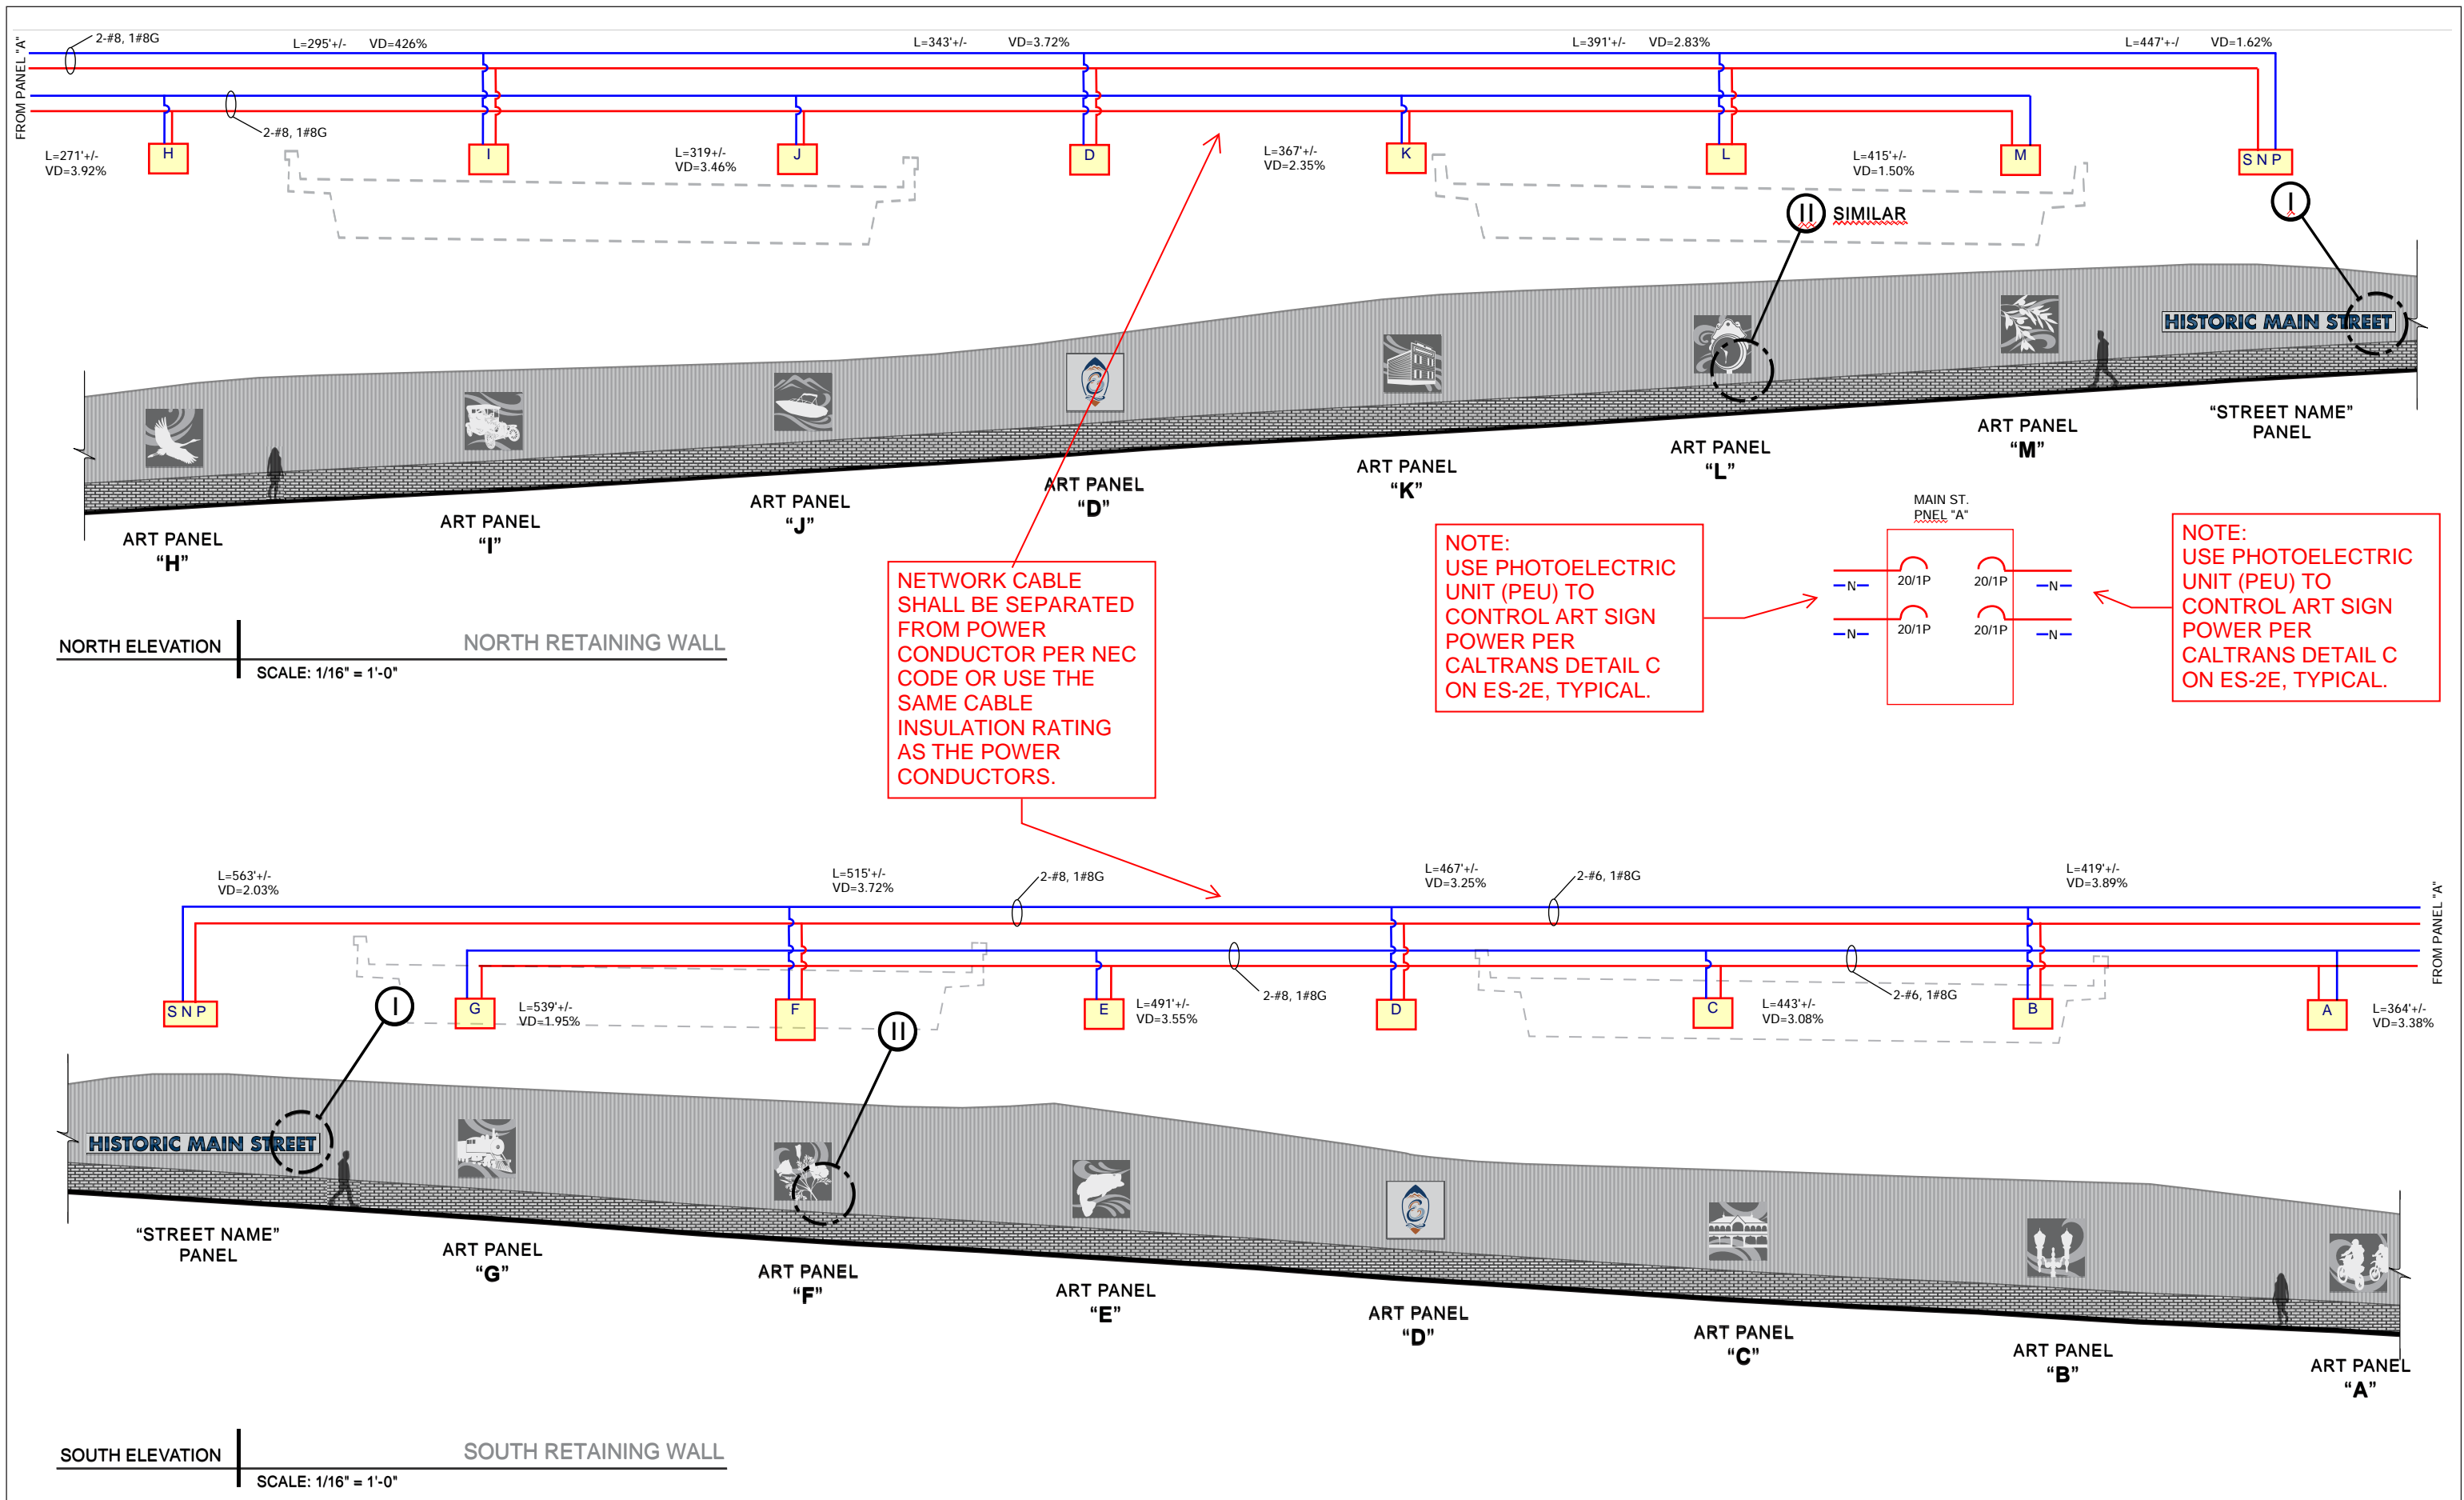 FROM PANEL "A"
2-#8, 1#8G
L=295'+/- VD=426%
L=343'+/- VD=3.72%
L=391'+/- VD=2.83%
L=447'+-/ VD=1.62%
2-#8, 1#8G
L=271'+/-
VD=3.92%
H
I
L=319+/-
VD=3.46%
J
D
L=367'+/-
VD=2.35%
K
L
L=415'+/-
VD=1.50%
M
SNP
II SIMILAR
I
HISTORIC MAIN STREET
ART PANEL
“H”
ART PANEL
“I”
ART PANEL
“J”
ART PANEL
“D”
ART PANEL
“K”
ART PANEL
“L”
ART PANEL
“M”
“STREET NAME”
PANEL
NETWORK CABLE
SHALL BE SEPARATED
FROM POWER
CONDUCTOR PER NEC
CODE OR USE THE
SAME CABLE
INSULATION RATING
AS THE POWER
CONDUCTORS.
NOTE:
USE PHOTOELECTRIC
UNIT (PEU) TO
CONTROL ART SIGN
POWER PER
CALTRANS DETAIL C
ON ES-2E, TYPICAL.
MAIN ST.
PNEL "A"
20/1P 20/1P
N N
20/1P 20/1P
N N
NOTE:
USE PHOTOELECTRIC
UNIT (PEU) TO
CONTROL ART SIGN
POWER PER
CALTRANS DETAIL C
ON ES-2E, TYPICAL.
NORTH ELEVATION NORTH RETAINING WALL
SCALE: 1/16" = 1'-0"
L=563'+/-
VD=2.03%
L=515'+/-
VD=3.72%
2-#8, 1#8G
L=467'+/-
VD=3.25%
2-#6, 1#8G
L=419'+/-
VD=3.89%
FROM PANEL "A"
SNP
I
G
L=539'+/-
VD=1.95%
F
II
E
L=491'+/-
VD=3.55%
2-#8, 1#8G
D
C
L=443'+/-
VD=3.08%
2-#6, 1#8G
B
A
L=364'+/-
VD=3.38%
HISTORIC MAIN STREET
“STREET NAME”
PANEL
ART PANEL
“G”
ART PANEL
“F”
ART PANEL
“E”
ART PANEL
“D”
ART PANEL
“C”
ART PANEL
“B”
ART PANEL
“A”
SOUTH ELEVATION SOUTH RETAINING WALL
SCALE: 1/16" = 1'-0"